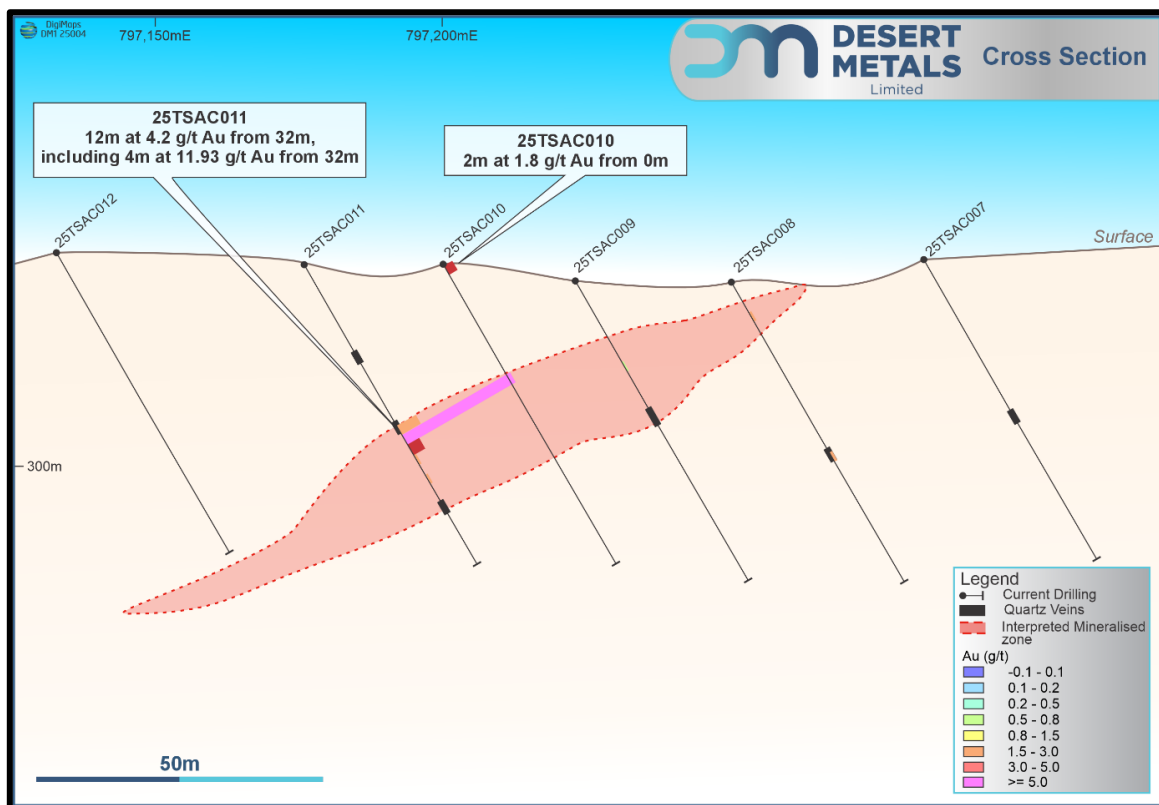 DigiMaps
DM1 25004
797,150mE
797,200mE
DM DESERT
METALS
Limited
Cross Section
25TSAC011
12m at 4.2 g/t Au from 32m,
including 4m at 11.93 g/t Au from 32m
25TSAC010
2m at 1.8 g/t Au from 0m
25TSAC012
25TSAC011
25TSAC010
25TSAC009
25TSAC008
25TSAC007
Surface
300m
50m
Legend
Current Drilling
Quartz Veins
Interpreted Mineralised
zone
Au (g/t)
-0.1 - 0.1
0.1 - 0.2
0.2 - 0.5
0.5 - 0.8
0.8 - 1.5
1.5 - 3.0
3.0 - 5.0
>= 5.0